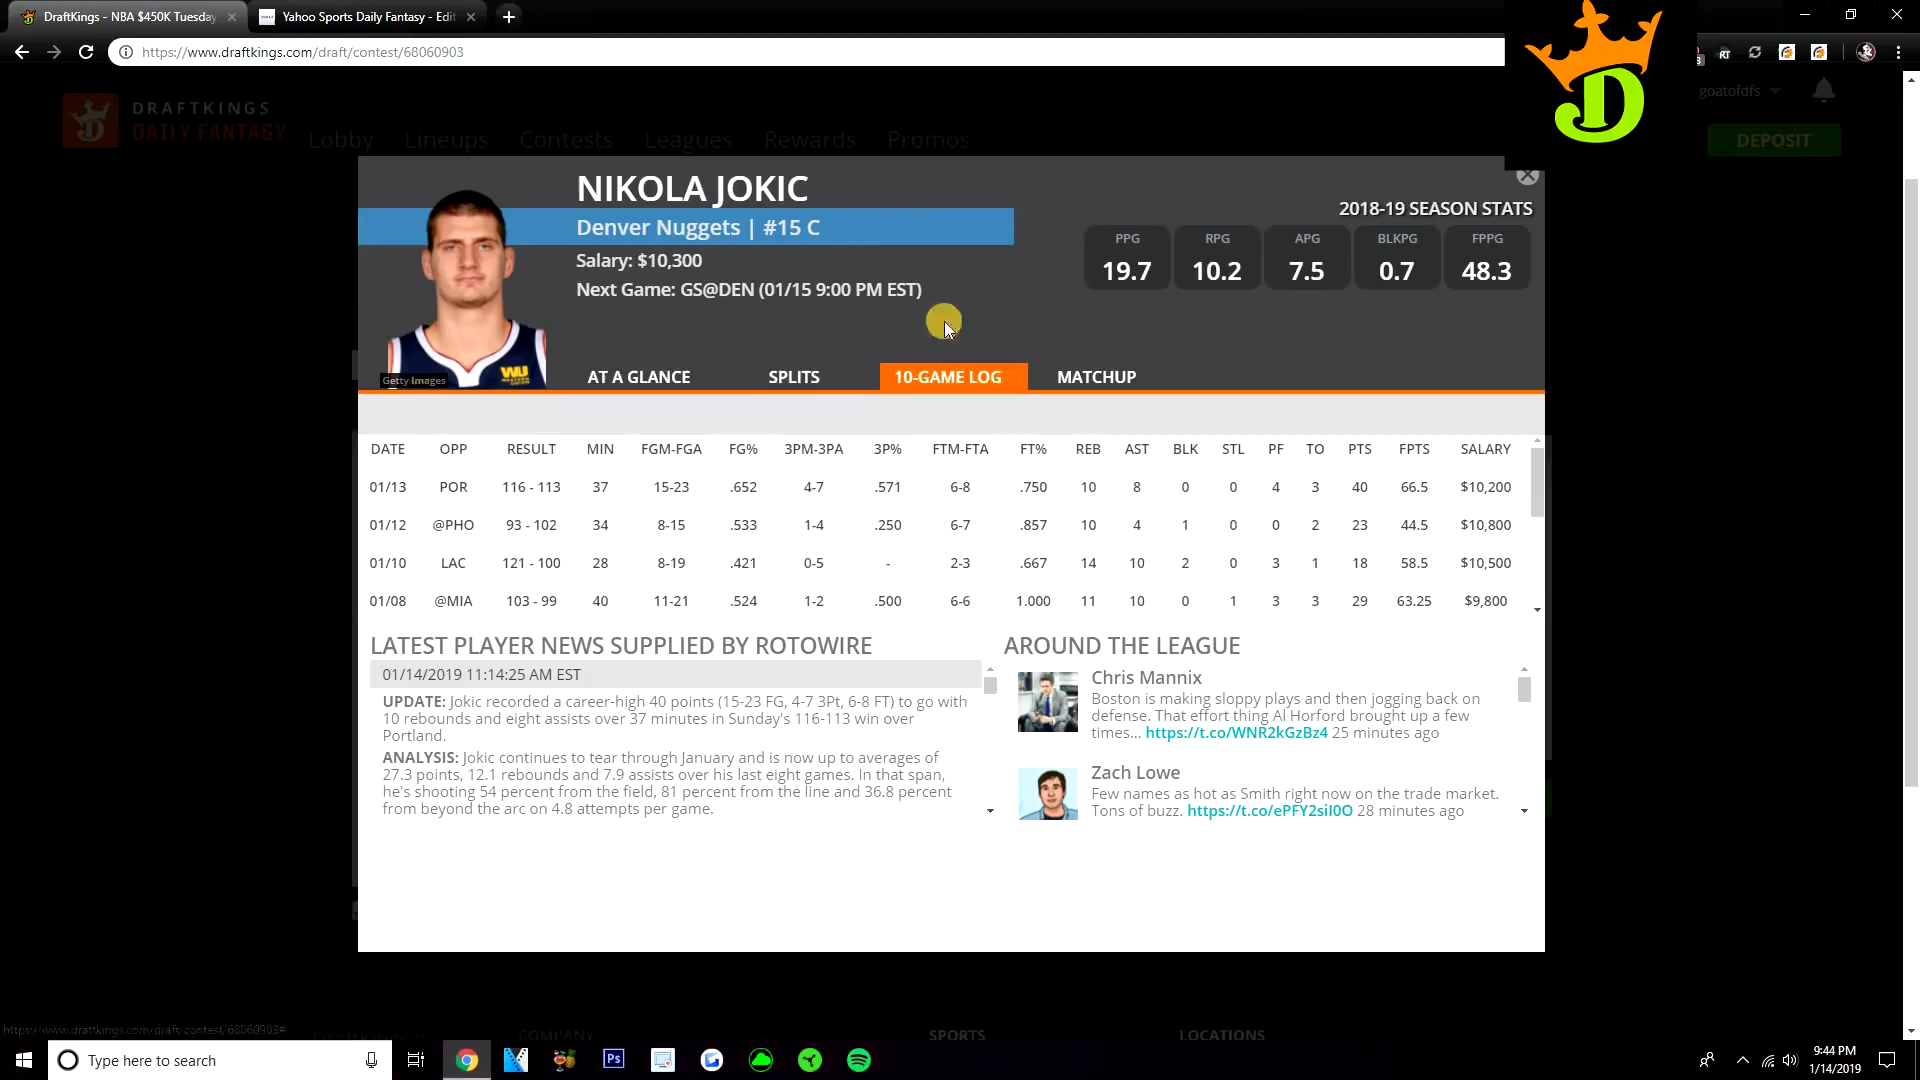 DraftKings - NBA $450K Tuesday
Yahoo Sports Daily Fantasy - Edit
https://www.draftkings.com/draft/contest/68060903
RT
DRAFTKINGS
DAILY FANTASY
Lobby Lineups Contests Leagues Rewards Promos
goatofdfs
DEPOSIT
D
NIKOLA JOKIC
Denver Nuggets | #15 C
Salary: $10,300
Next Game: GS@DEN (01/15 9:00 PM EST)
WU
Getty Images
2018-19 SEASON STATS
PPG RPG APG BLKPG FPPG
19.7 10.2 7.5 0.7 48.3
AT A GLANCE SPLITS 10-GAME LOG MATCHUP
DATE OPP RESULT MIN FGM-FGA FG% 3PM-3PA 3P% FTM-FTA FT% REB AST BLK STL PF TO PTS FPTS SALARY
01/13 POR 116 - 113 37 15-23 .652 4-7 .571 6-8 .750 10 8 0 0 4 3 40 66.5 $10,200
01/12 @PHO 93 - 102 34 8-15 .533 1-4 .250 6-7 .857 10 4 1 0 0 2 23 44.5 $10,800
01/10 LAC 121 - 100 28 8-19 .421 0-5 - 2-3 .667 14 10 2 0 3 1 18 58.5 $10,500
01/08 @MIA 103 - 99 40 11-21 .524 1-2 .500 6-6 1.000 11 10 0 1 3 3 29 63.25 $9,800
LATEST PLAYER NEWS SUPPLIED BY ROTOWIRE
01/14/2019 11:14:25 AM EST
UPDATE: Jokic recorded a career-high 40 points (15-23 FG, 4-7 3Pt, 6-8 FT) to go with
10 rebounds and eight assists over 37 minutes in Sunday's 116-113 win over
Portland.
ANALYSIS: Jokic continues to tear through January and is now up to averages of
27.3 points, 12.1 rebounds and 7.9 assists over his last eight games. In that span,
he's shooting 54 percent from the field, 81 percent from the line and 36.8 percent
from beyond the arc on 4.8 attempts per game.
AROUND THE LEAGUE
Chris Mannix
Boston is making sloppy plays and then jogging back on
defense. That effort thing Al Horford brought up a few
times... https://t.co/WNR2kGzBz4 25 minutes ago
Zach Lowe
Few names as hot as Smith right now on the trade market.
Tons of buzz. https://t.co/ePFY2siI0O 28 minutes ago
https://www.draftkings.com/draft/contest/68060903#
COMPANY SPORTS LOCATIONS
Type here to search
Ps
9:44 PM
1/14/2019